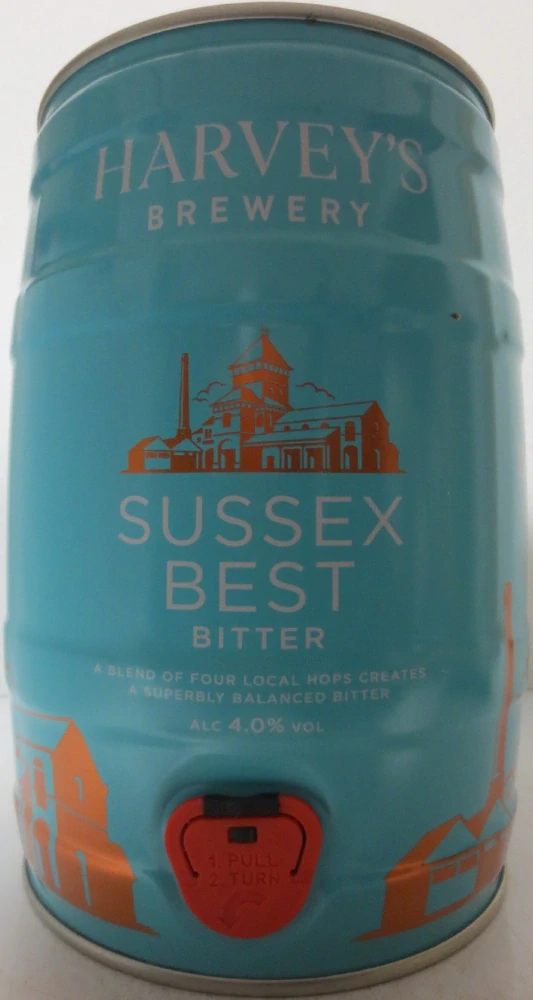 HARVEY'S
BREWERY
SUSSEX
BEST
BITTER
A BLEND OF FOUR LOCAL HOPS CREATES
A SUPERBLY BALANCED BITTER
ALC 4.0% VOL
1. PULL
2. TURN